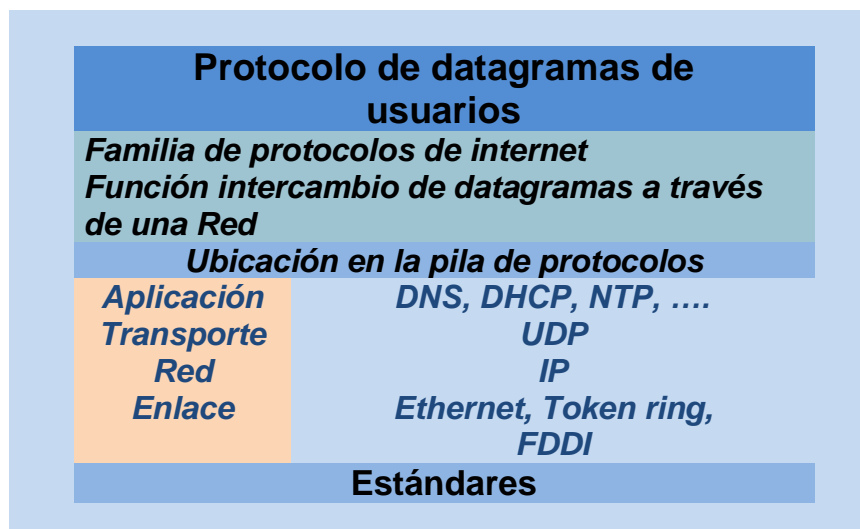 Protocolo de datagramas de
usuarios
Familia de protocolos de internet
Función intercambio de datagramas a través
de una Red
Ubicación en la pila de protocolos
Aplicación DNS, DHCP, NTP, ….
Transporte UDP
Red IP
Enlace Ethernet, Token ring,
FDDI
Estándares